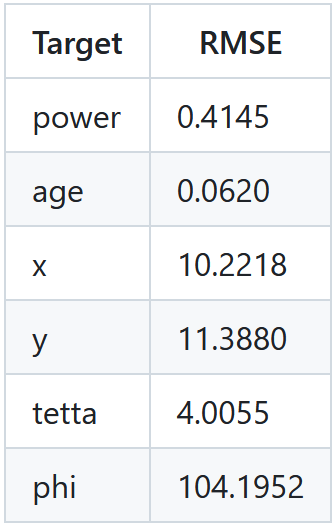 Target RMSE
power 0.4145
age 0.0620
x 10.2218
y 11.3880
tetta 4.0055
phi 104.1952